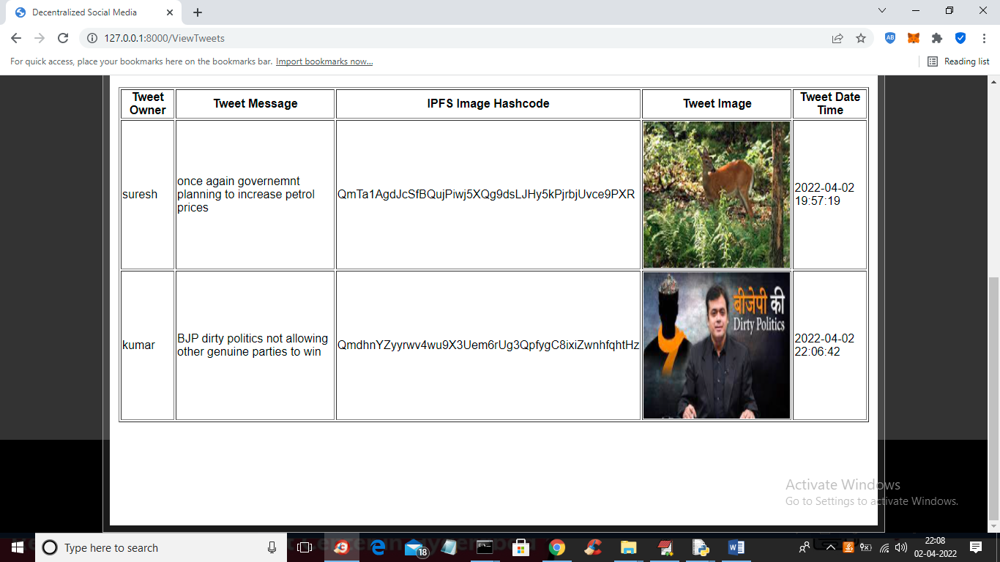 Decentralized Social Media
127.0.0.1:8000/ViewTweets
AB
For quick access, place your bookmarks here on the bookmarks bar. Import bookmarks now...
Reading list
Tweet Owner
Tweet Message
IPFS Image Hashcode
Tweet Image
Tweet Date Time
suresh
once again governemnt
planning to increase petrol
prices
QmTa1AgdJcSfBQujPiwj5XQg9dsLJHy5kPjrbjUvce9PXR
2022-04-02
19:57:19
kumar
BJP dirty politics not allowing
other genuine parties to win
QmdhnYZyyrwv4wu9X3Uem6rUg3QpfygC8ixiZwnhfqhtHz
बीजेपी की
Dirty Politics
2022-04-02
22:06:42
Activate Windows
Go to Settings to activate Windows.
Type here to search
18
22:08
02-04-2022